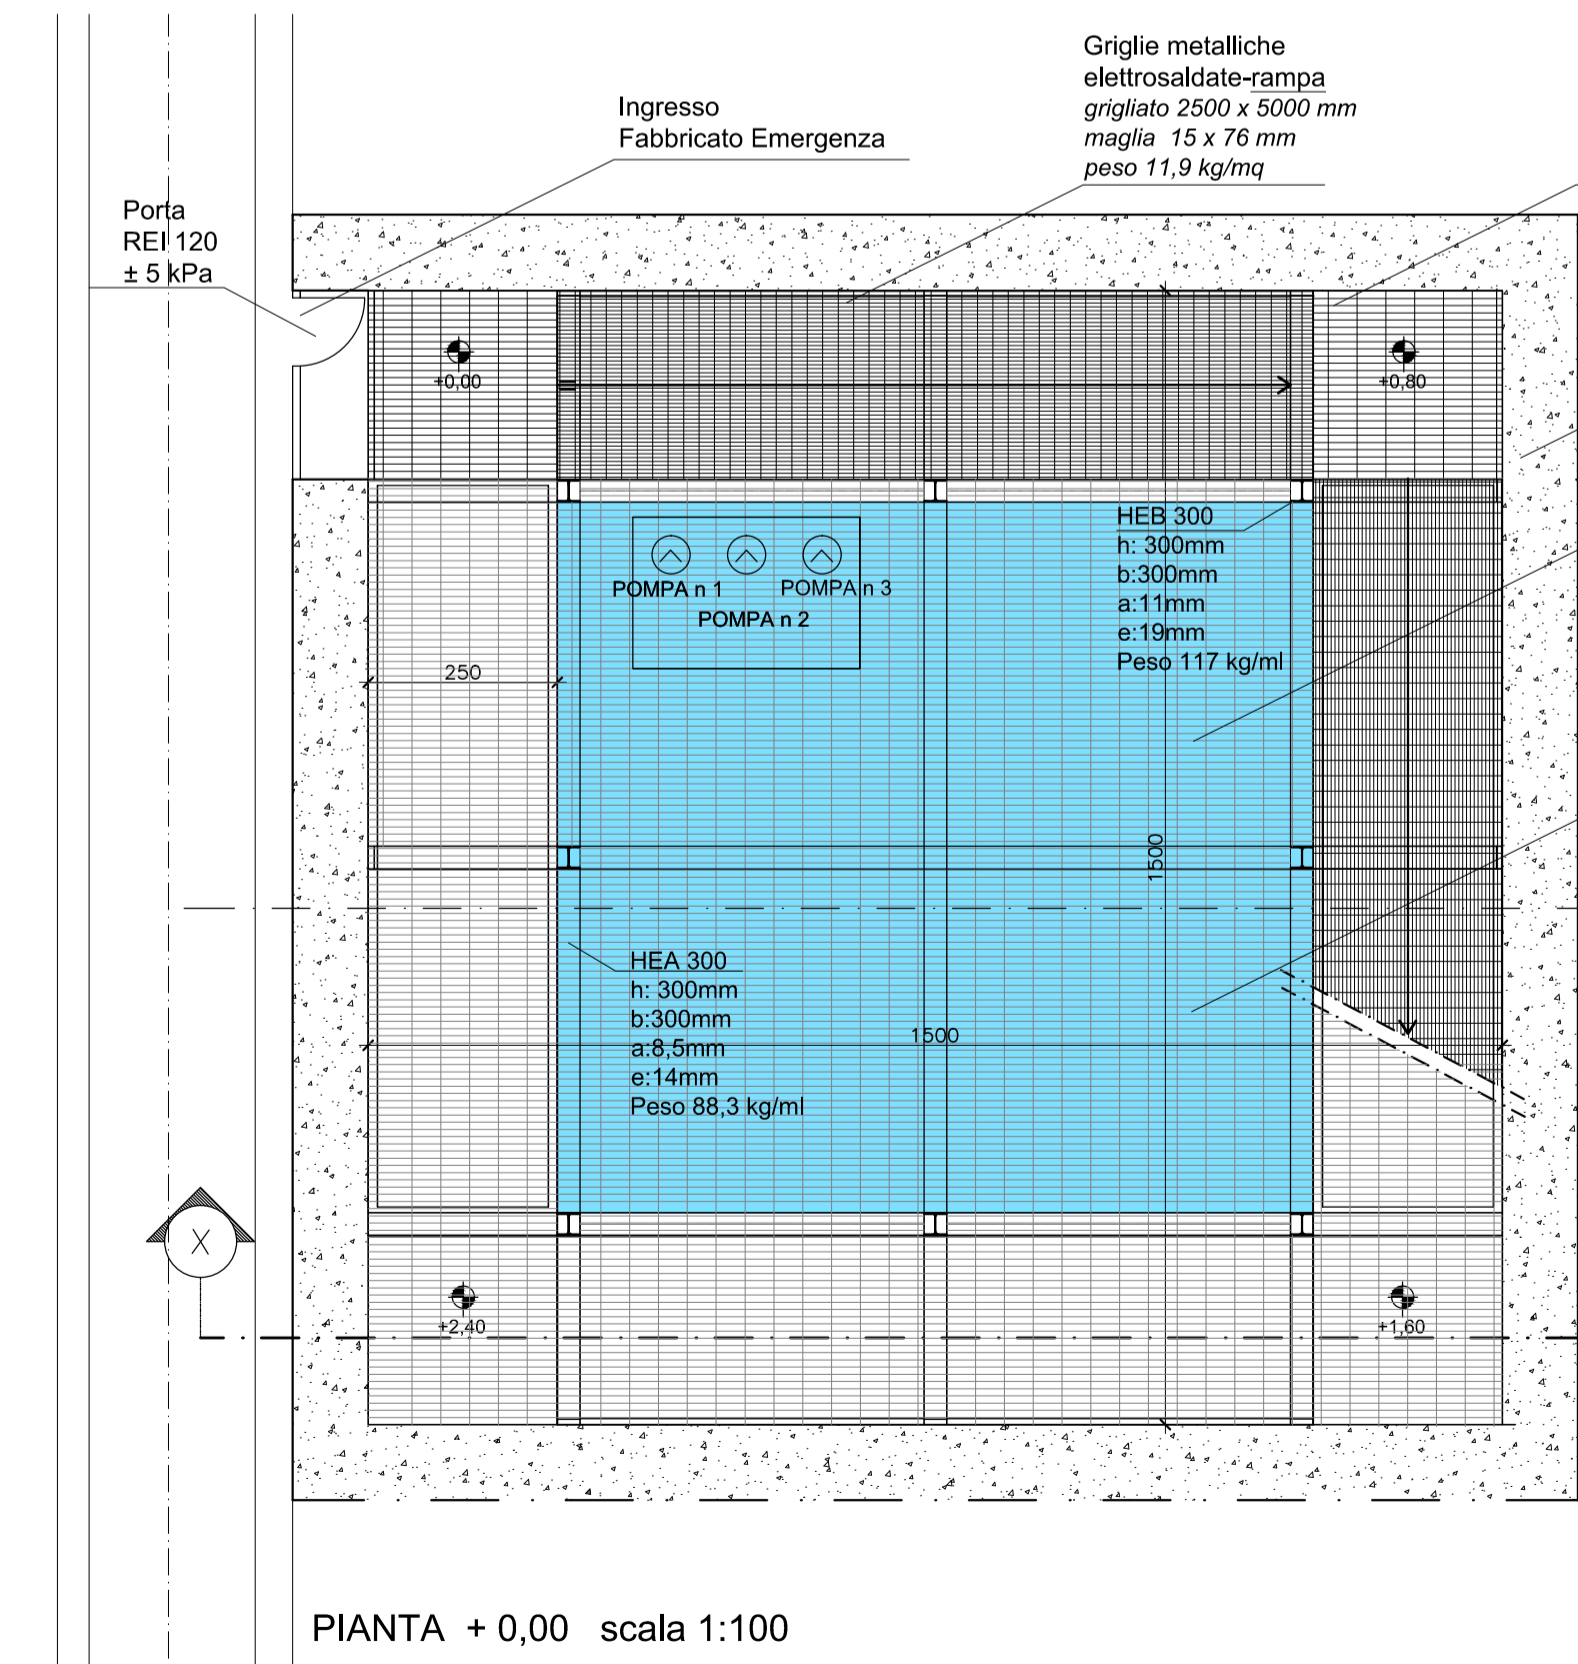 Griglie metalliche
elettrosaldate-rampa
grigliato 2500 x 5000 mm
maglia 15 x 76 mm
peso 11,9 kg/mq
Ingresso
Fabbricato Emergenza
Porta
REI 120
± 5 kPa
+0,00
+0,80
HEB 300
h: 300mm
b:300mm
a:11mm
e:19mm
Peso 117 kg/ml
POMPA n 1
POMPA n 3
POMPA n 2
250
1500
HEA 300
h: 300mm
b:300mm
a:8,5mm
e:14mm
Peso 88,3 kg/ml
1500
X
+2,40
+1,60
PIANTA + 0,00 scala 1:100